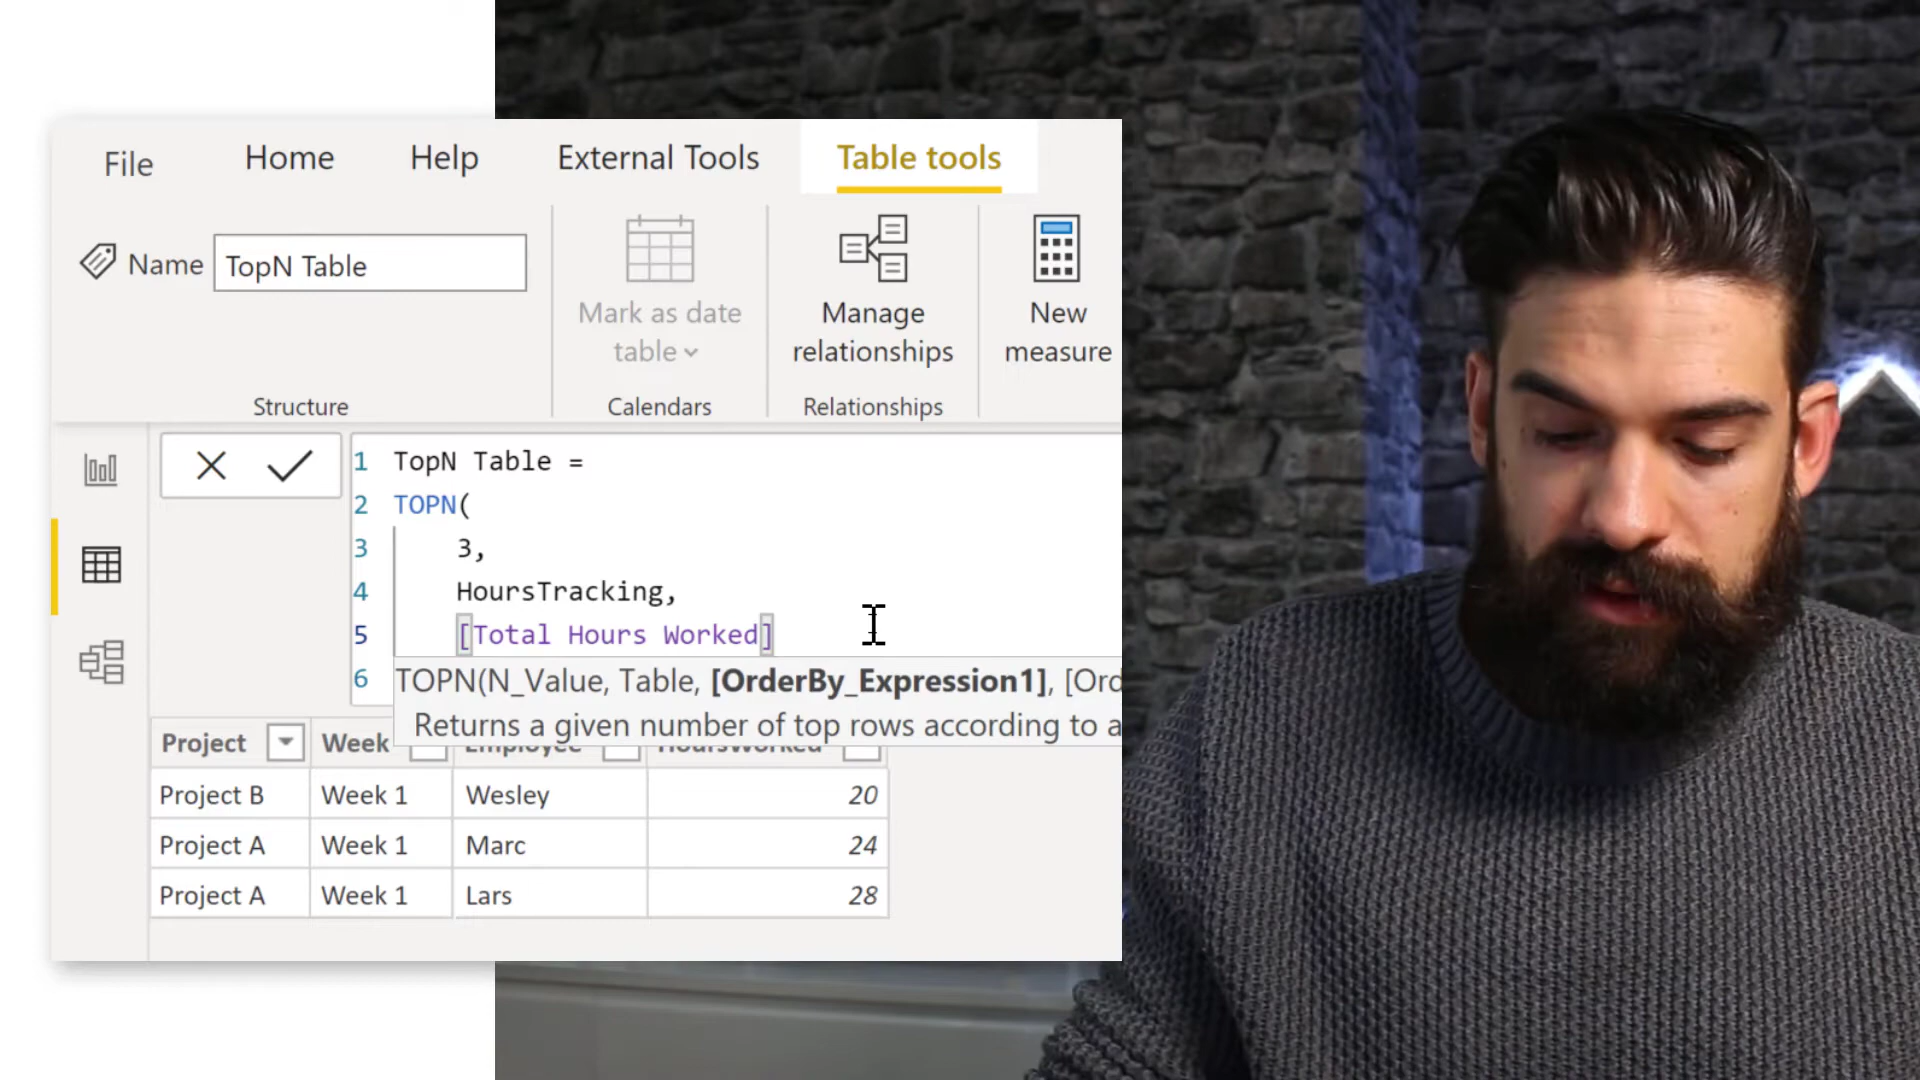 File Home Help External Tools Table tools
Name TopN Table
Mark as date table
Manage relationships
New measure
Structure Calendars Relationships
1 TopN Table =
2 TOPN(
3 3,
4 HoursTracking,
5 [Total Hours Worked]
6
TOPN(N_Value, Table, [OrderBy_Expression1], [Ord
Returns a given number of top rows according to a
Project Week Employee HoursWorked
Project B Week 1 Wesley 20
Project A Week 1 Marc 24
Project A Week 1 Lars 28